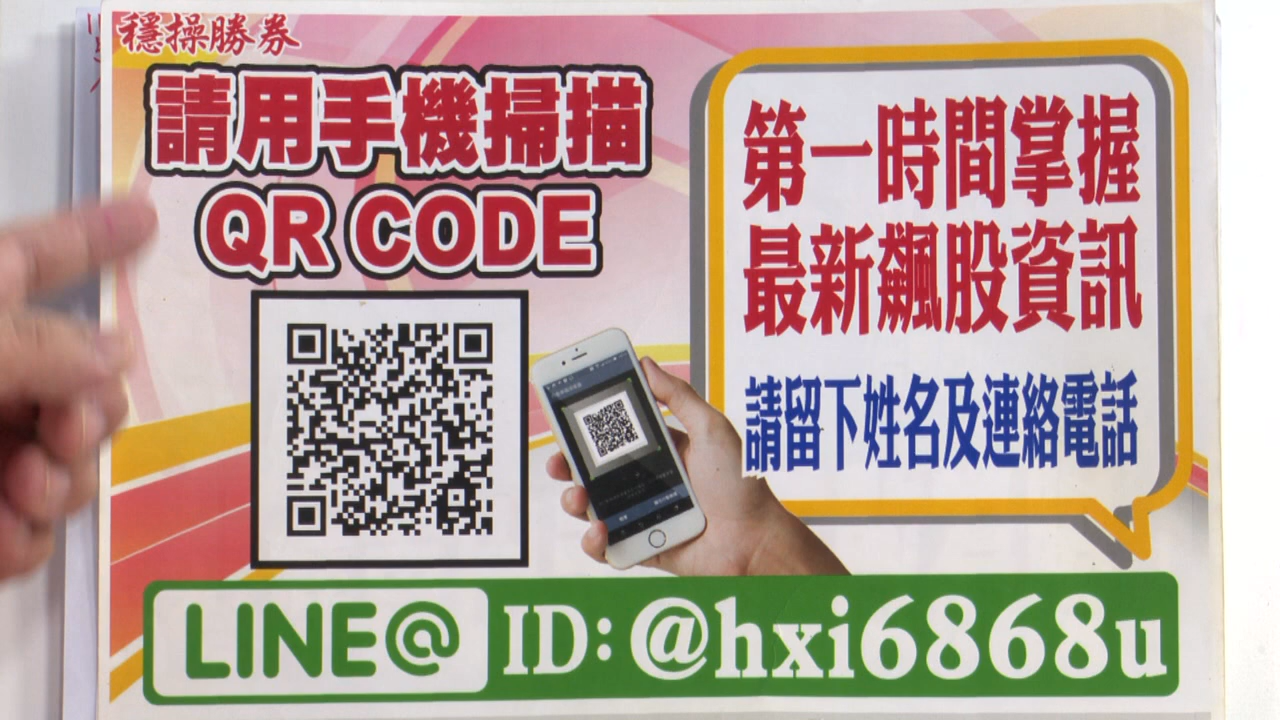 穩操勝券
請用手機掃描
QR CODE
第一時間掌握
最新飆股資訊
請留下姓名及連絡電話
LINE@ ID:@hxi6868u